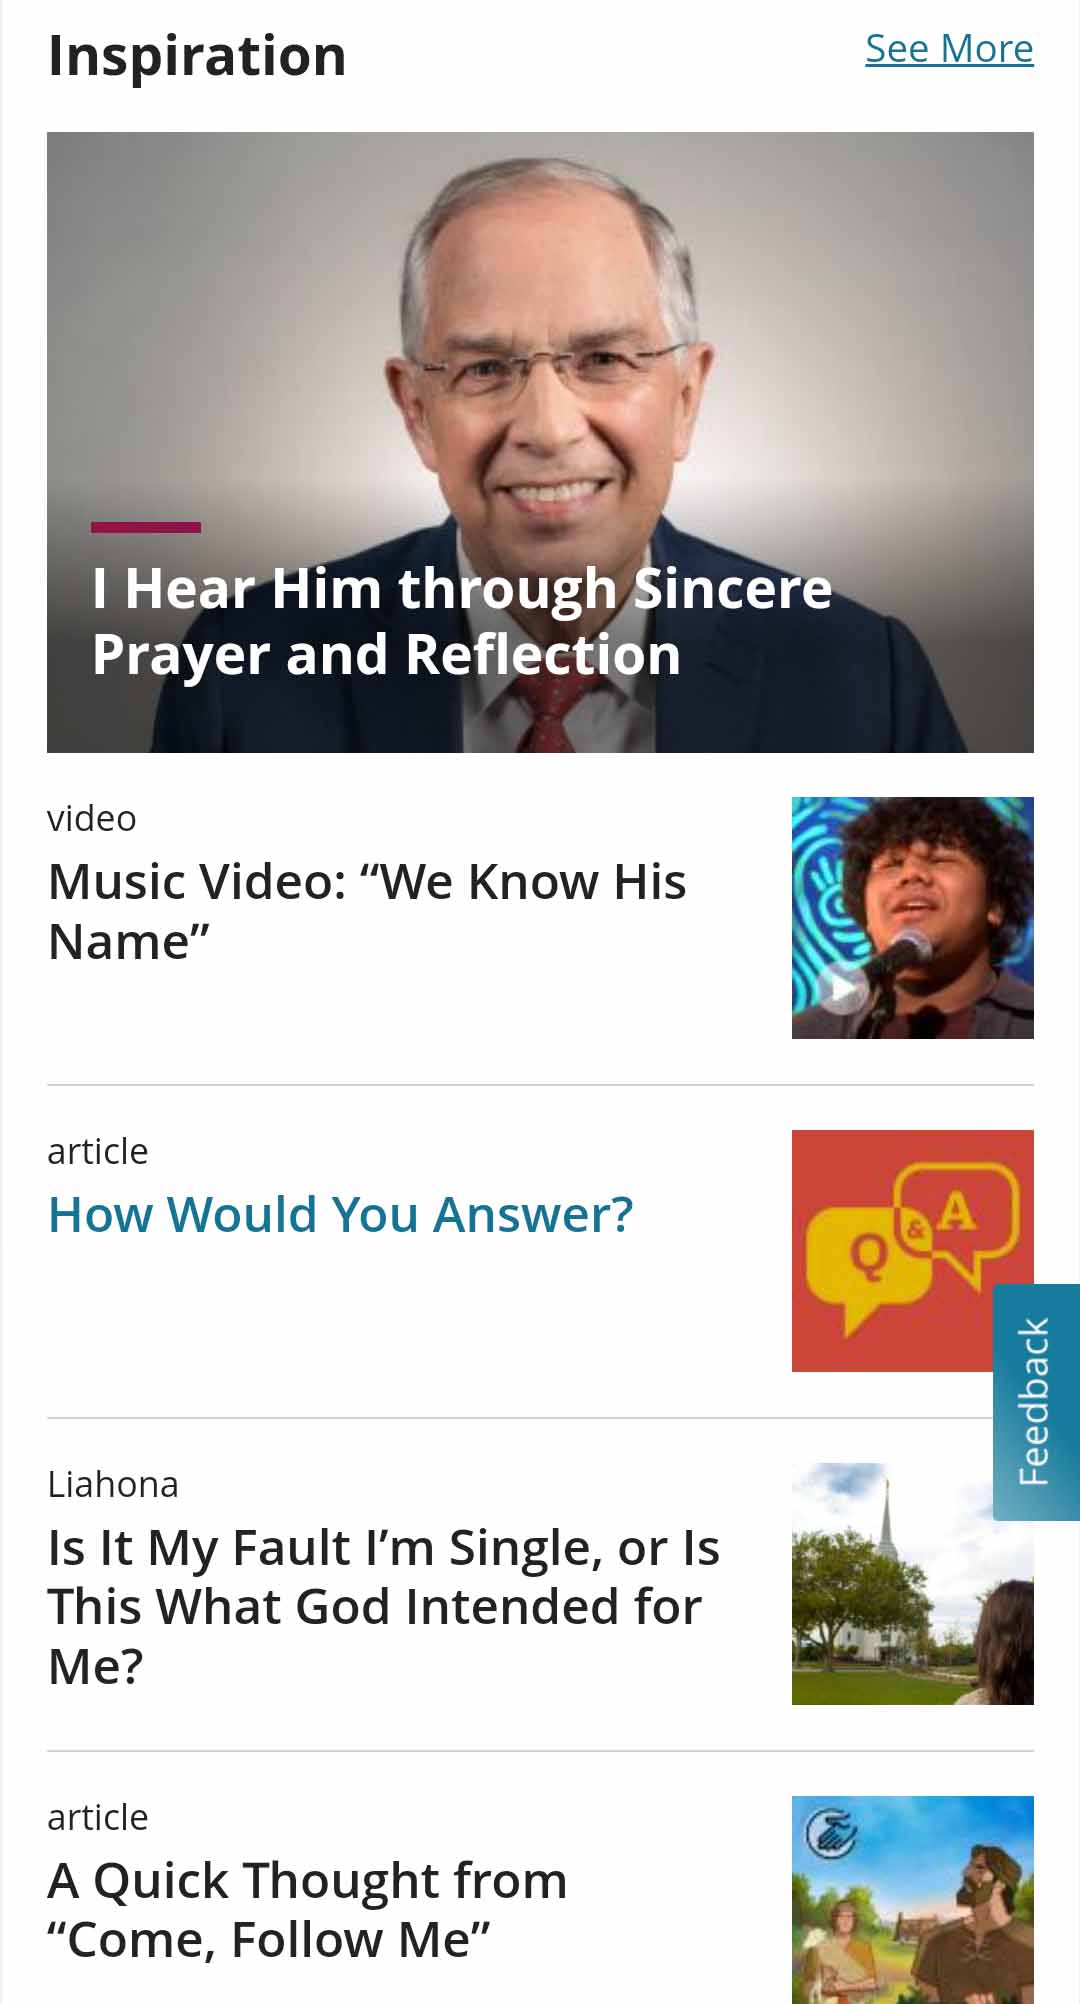 Inspiration
See More
I Hear Him through Sincere
Prayer and Reflection
video
Music Video: “We Know His
Name”
article
How Would You Answer?
Q & A
Feedback
Liahona
Is It My Fault I’m Single, or Is
This What God Intended for
Me?
article
A Quick Thought from
“Come, Follow Me”